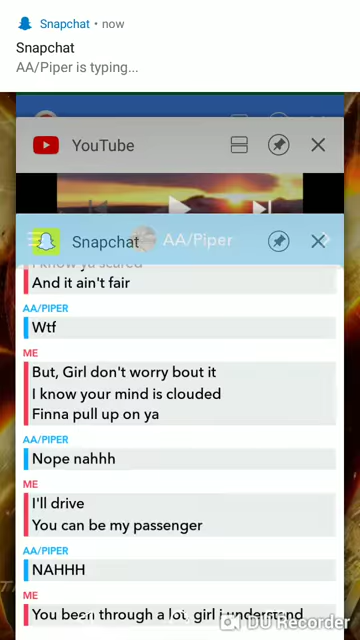 Snapchat • now
Snapchat
AA/Piper is typing...
YouTube
Snapchat
AA/Piper
I know ya scared
And it ain't fair
AA/PIPER
Wtf
ME
But, Girl don't worry bout it
I know your mind is clouded
Finna pull up on ya
AA/PIPER
Nope nahhh
ME
I'll drive
You can be my passenger
AA/PIPER
NAHHH
ME
You been through a lot, girl i understand
DU Recorder